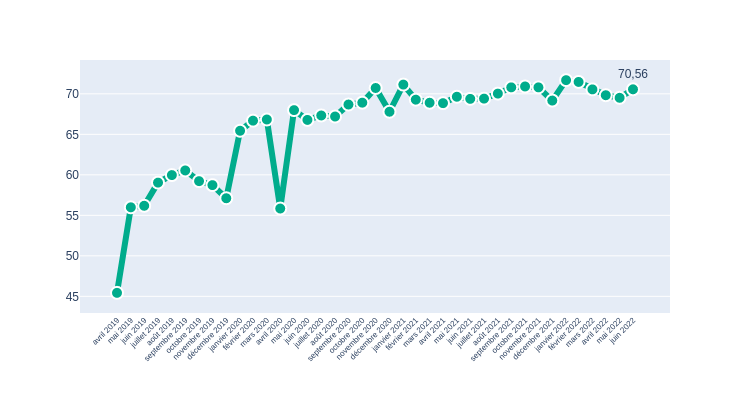 70,56
70
65
60
55
50
45
avril 2019
mai 2019
juin 2019
juillet 2019
août 2019
septembre 2019
octobre 2019
novembre 2019
décembre 2019
janvier 2020
février 2020
mars 2020
avril 2020
mai 2020
juin 2020
juillet 2020
août 2020
septembre 2020
octobre 2020
novembre 2020
décembre 2020
janvier 2021
février 2021
mars 2021
avril 2021
mai 2021
juin 2021
juillet 2021
août 2021
septembre 2021
octobre 2021
novembre 2021
décembre 2021
janvier 2022
février 2022
mars 2022
avril 2022
mai 2022
juin 2022